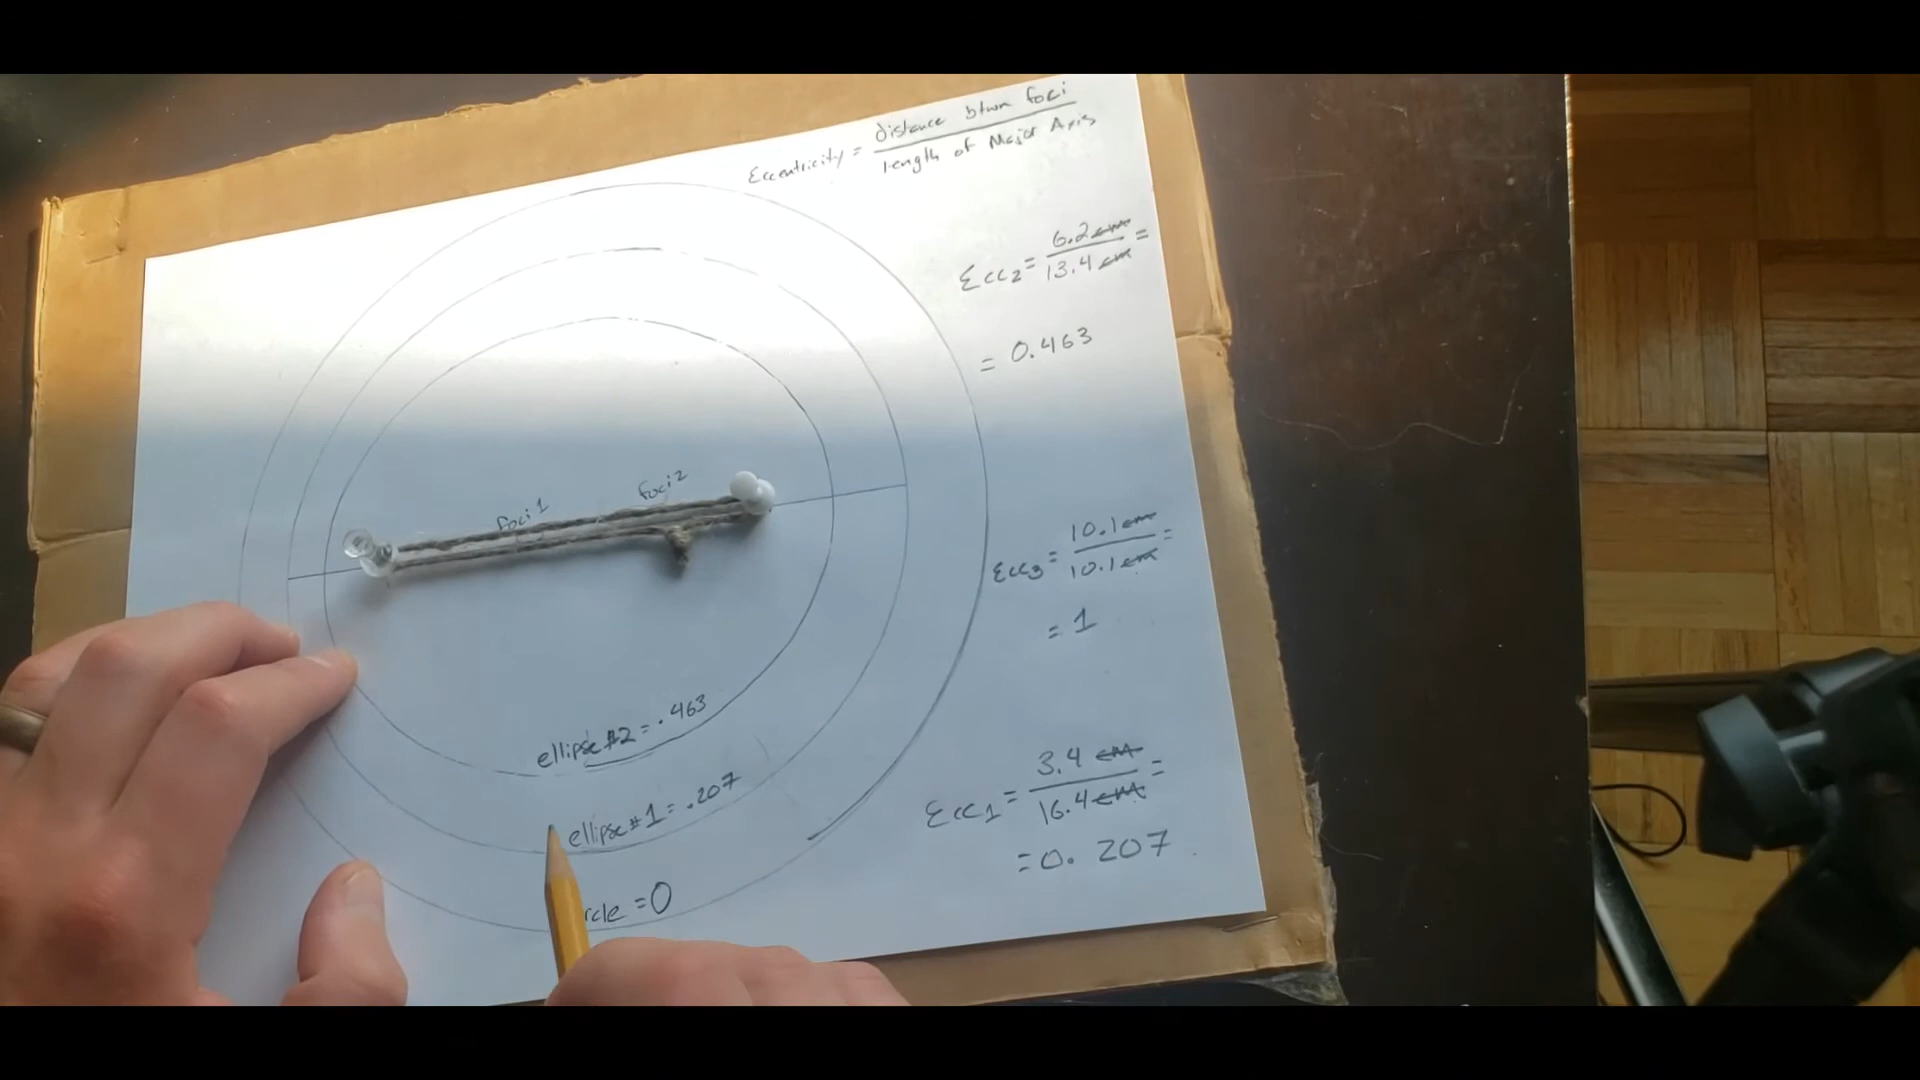 Eccentricity = distance btwn foci
length of Major Axis
Ecc2 = 6.2 cm =
13.4 cm
= 0.463
foci 1
foci 2
Ecc3 = 10.1 cm =
10.1 cm
= 1
ellipse #2 = .463
ellipse #1 = .207
rcle = 0
Ecc1 = 3.4 cm =
16.4 cm
= 0.207